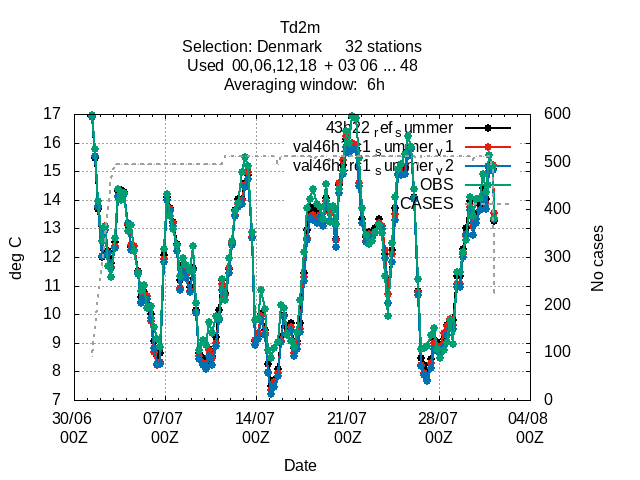 Td2m
Selection: Denmark 32 stations
Used 00,06,12,18 + 03 06 ... 48
Averaging window: 6h
17
16
15
14
13
12
11
10
9
8
7
600
500
400
300
200
100
0
deg C
No cases
43h22_ref_summer
val46h1rc1_summer_v1
val46h1rc1_summer_v2
OBS
CASES
30/06 00Z
07/07 00Z
14/07 00Z
21/07 00Z
28/07 00Z
04/08 00Z
Date